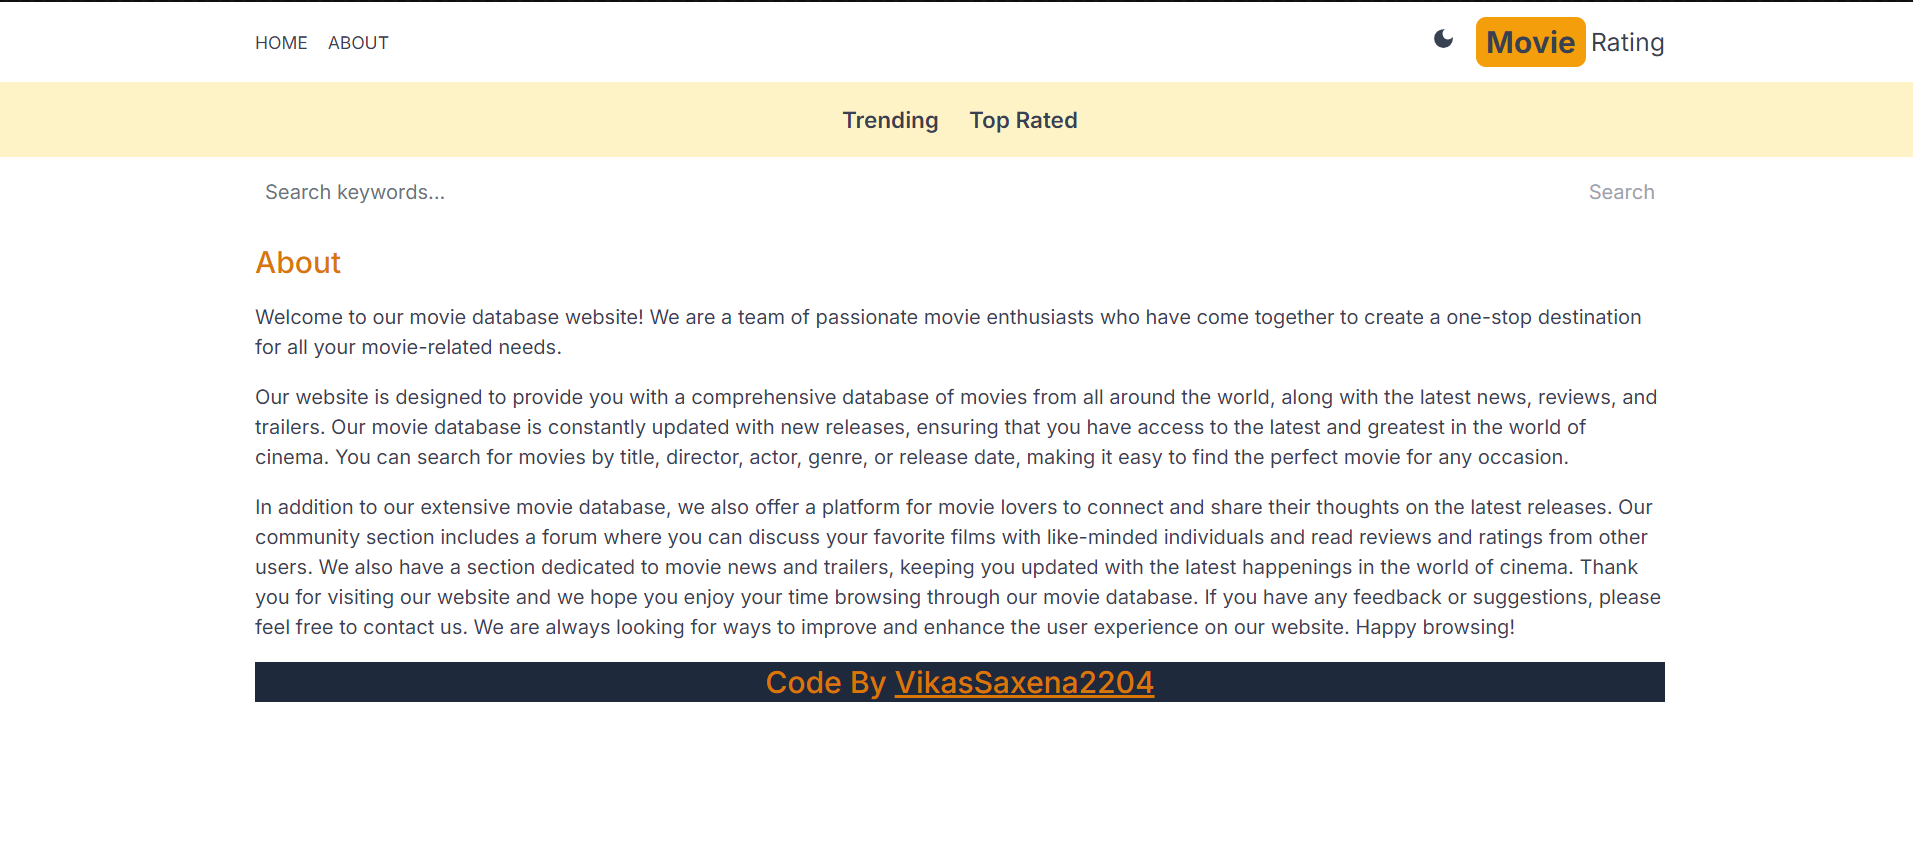 HOME ABOUT Movie Rating
Trending Top Rated
Search keywords... Search
About
Welcome to our movie database website! We are a team of passionate movie enthusiasts who have come together to create a one-stop destination
for all your movie-related needs.
Our website is designed to provide you with a comprehensive database of movies from all around the world, along with the latest news, reviews, and
trailers. Our movie database is constantly updated with new releases, ensuring that you have access to the latest and greatest in the world of
cinema. You can search for movies by title, director, actor, genre, or release date, making it easy to find the perfect movie for any occasion.
In addition to our extensive movie database, we also offer a platform for movie lovers to connect and share their thoughts on the latest releases. Our
community section includes a forum where you can discuss your favorite films with like-minded individuals and read reviews and ratings from other
users. We also have a section dedicated to movie news and trailers, keeping you updated with the latest happenings in the world of cinema. Thank
you for visiting our website and we hope you enjoy your time browsing through our movie database. If you have any feedback or suggestions, please
feel free to contact us. We are always looking for ways to improve and enhance the user experience on our website. Happy browsing!
Code By VikasSaxena2204